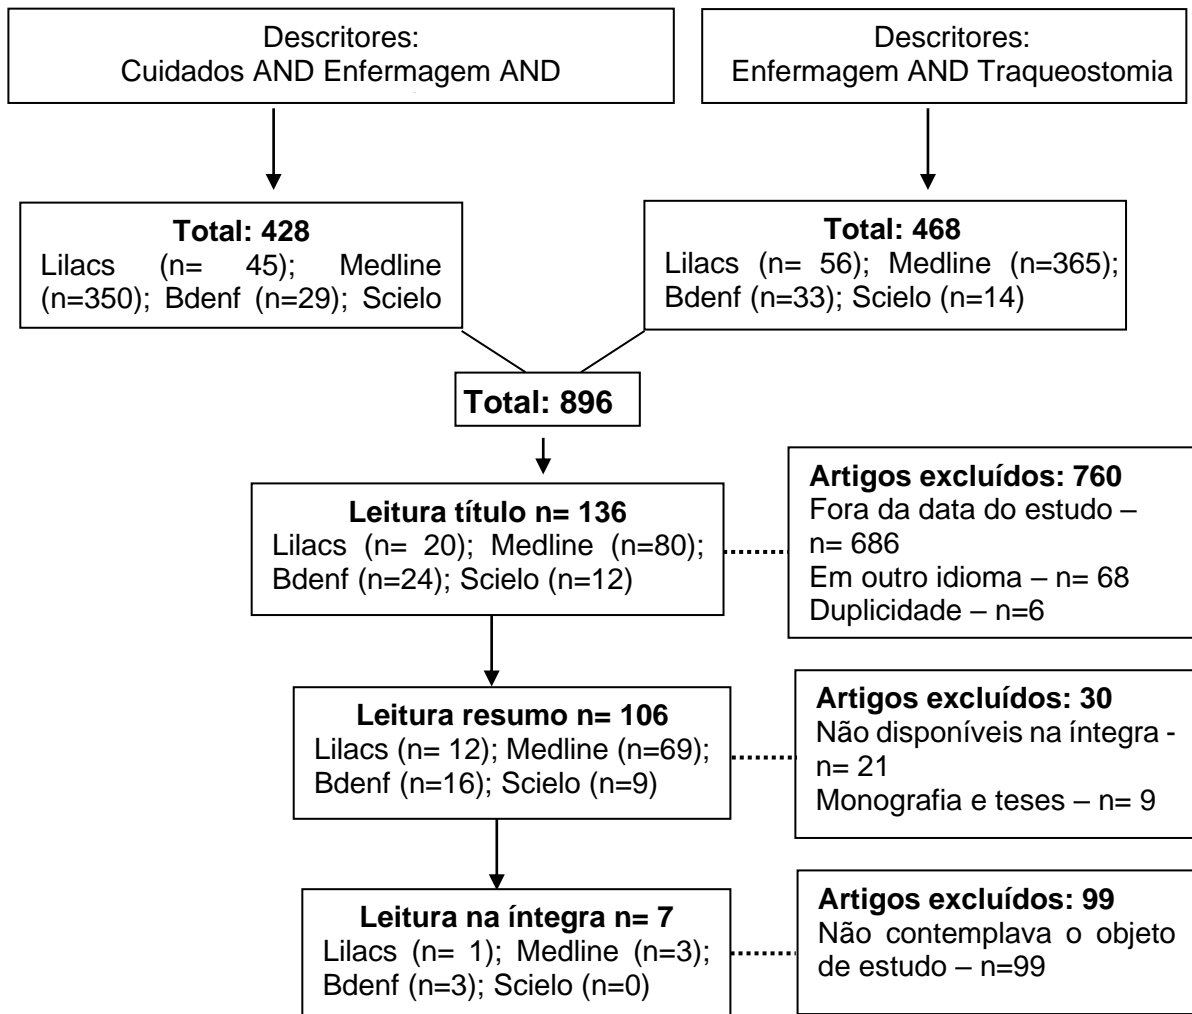 Descritores:
Cuidados AND Enfermagem AND
Descritores:
Enfermagem AND Traqueostomia
Total: 428
Lilacs (n= 45); Medline
(n=350); Bdenf (n=29); Scielo
Total: 468
Lilacs (n= 56); Medline (n=365);
Bdenf (n=33); Scielo (n=14)
Total: 896
Leitura título n= 136
Lilacs (n= 20); Medline (n=80);
Bdenf (n=24); Scielo (n=12)
Artigos excluídos: 760
Fora da data do estudo –
n= 686
Em outro idioma – n= 68
Duplicidade – n=6
Leitura resumo n= 106
Lilacs (n= 12); Medline (n=69);
Bdenf (n=16); Scielo (n=9)
Artigos excluídos: 30
Não disponíveis na íntegra -
n= 21
Monografia e teses – n= 9
Leitura na íntegra n= 7
Lilacs (n= 1); Medline (n=3);
Bdenf (n=3); Scielo (n=0)
Artigos excluídos: 99
Não contemplava o objeto
de estudo – n=99